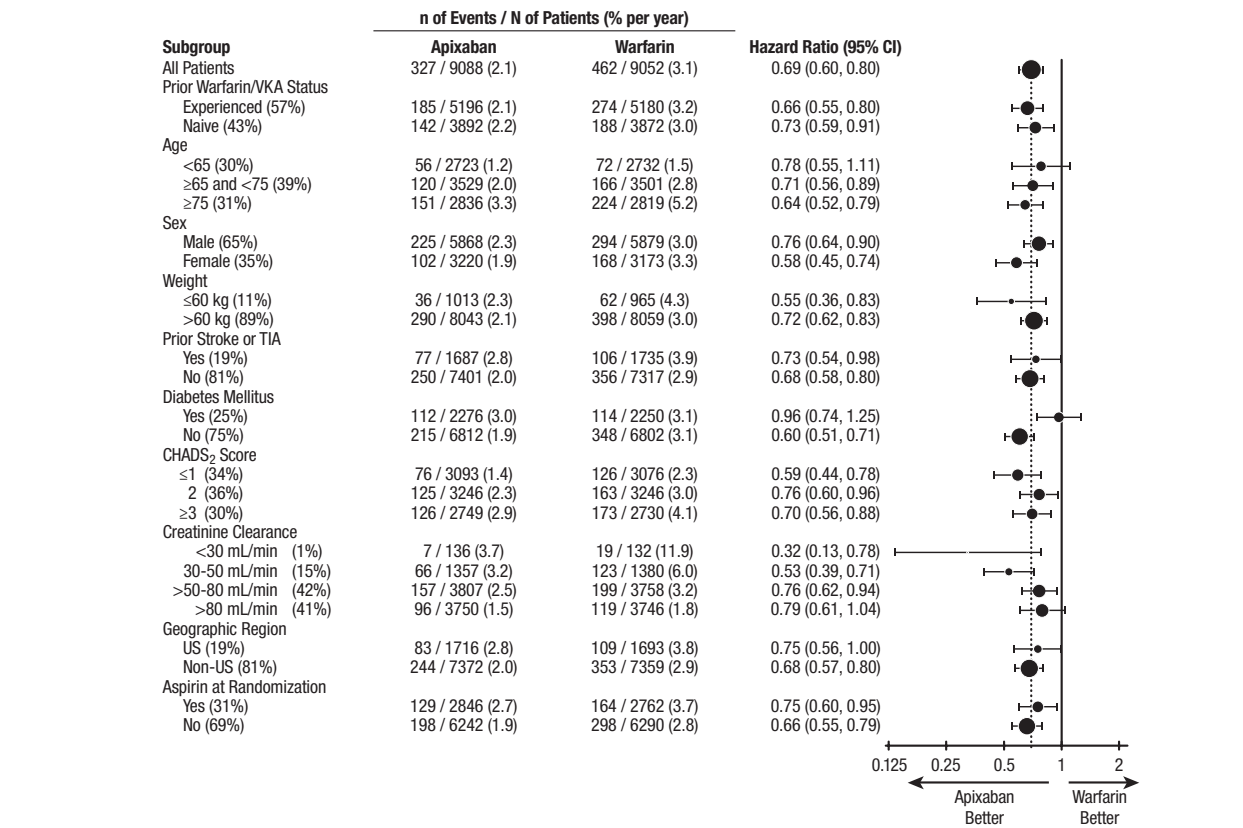 n of Events / N of Patients (% per year)
Subgroup Apixaban Warfarin Hazard Ratio (95% CI)
All Patients 327 / 9088 (2.1) 462 / 9052 (3.1) 0.69 (0.60, 0.80)
Prior Warfarin/VKA Status
Experienced (57%) 185 / 5196 (2.1) 274 / 5180 (3.2) 0.66 (0.55, 0.80)
Naive (43%) 142 / 3892 (2.2) 188 / 3872 (3.0) 0.73 (0.59, 0.91)
Age
<65 (30%) 56 / 2723 (1.2) 72 / 2732 (1.5) 0.78 (0.55, 1.11)
≥65 and <75 (39%) 120 / 3529 (2.0) 166 / 3501 (2.8) 0.71 (0.56, 0.89)
≥75 (31%) 151 / 2836 (3.3) 224 / 2819 (5.2) 0.64 (0.52, 0.79)
Sex
Male (65%) 225 / 5868 (2.3) 294 / 5879 (3.0) 0.76 (0.64, 0.90)
Female (35%) 102 / 3220 (1.9) 168 / 3173 (3.3) 0.58 (0.45, 0.74)
Weight
≤60 kg (11%) 36 / 1013 (2.3) 62 / 965 (4.3) 0.55 (0.36, 0.83)
>60 kg (89%) 290 / 8043 (2.1) 398 / 8059 (3.0) 0.72 (0.62, 0.83)
Prior Stroke or TIA
Yes (19%) 77 / 1687 (2.8) 106 / 1735 (3.9) 0.73 (0.54, 0.98)
No (81%) 250 / 7401 (2.0) 356 / 7317 (2.9) 0.68 (0.58, 0.80)
Diabetes Mellitus
Yes (25%) 112 / 2276 (3.0) 114 / 2250 (3.1) 0.96 (0.74, 1.25)
No (75%) 215 / 6812 (1.9) 348 / 6802 (3.1) 0.60 (0.51, 0.71)
CHADS₂ Score
≤1 (34%) 76 / 3093 (1.4) 126 / 3076 (2.3) 0.59 (0.44, 0.78)
2 (36%) 125 / 3246 (2.3) 163 / 3246 (3.0) 0.76 (0.60, 0.96)
≥3 (30%) 126 / 2749 (2.9) 173 / 2730 (4.1) 0.70 (0.56, 0.88)
Creatinine Clearance
<30 mL/min (1%) 7 / 136 (3.7) 19 / 132 (11.9) 0.32 (0.13, 0.78)
30-50 mL/min (15%) 66 / 1357 (3.2) 123 / 1380 (6.0) 0.53 (0.39, 0.71)
>50-80 mL/min (42%) 157 / 3807 (2.5) 199 / 3758 (3.2) 0.76 (0.62, 0.94)
>80 mL/min (41%) 96 / 3750 (1.5) 119 / 3746 (1.8) 0.79 (0.61, 1.04)
Geographic Region
US (19%) 83 / 1716 (2.8) 109 / 1693 (3.8) 0.75 (0.56, 1.00)
Non-US (81%) 244 / 7372 (2.0) 353 / 7359 (2.9) 0.68 (0.57, 0.80)
Aspirin at Randomization
Yes (31%) 129 / 2846 (2.7) 164 / 2762 (3.7) 0.75 (0.60, 0.95)
No (69%) 198 / 6242 (1.9) 298 / 6290 (2.8) 0.66 (0.55, 0.79)
0.125 0.25 0.5 1 2
Apixaban Warfarin
Better Better